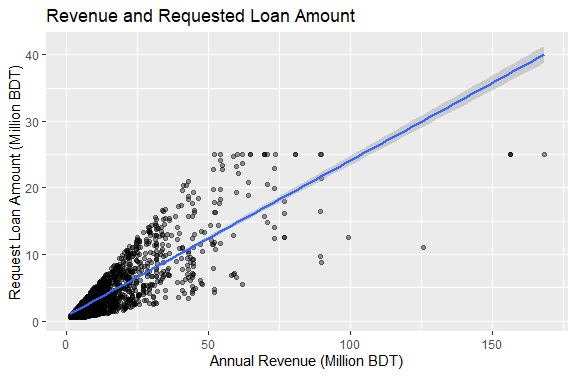 Revenue and Requested Loan Amount
Request Loan Amount (Million BDT)
40
30
20
10
0
0 50 100 150
Annual Revenue (Million BDT)